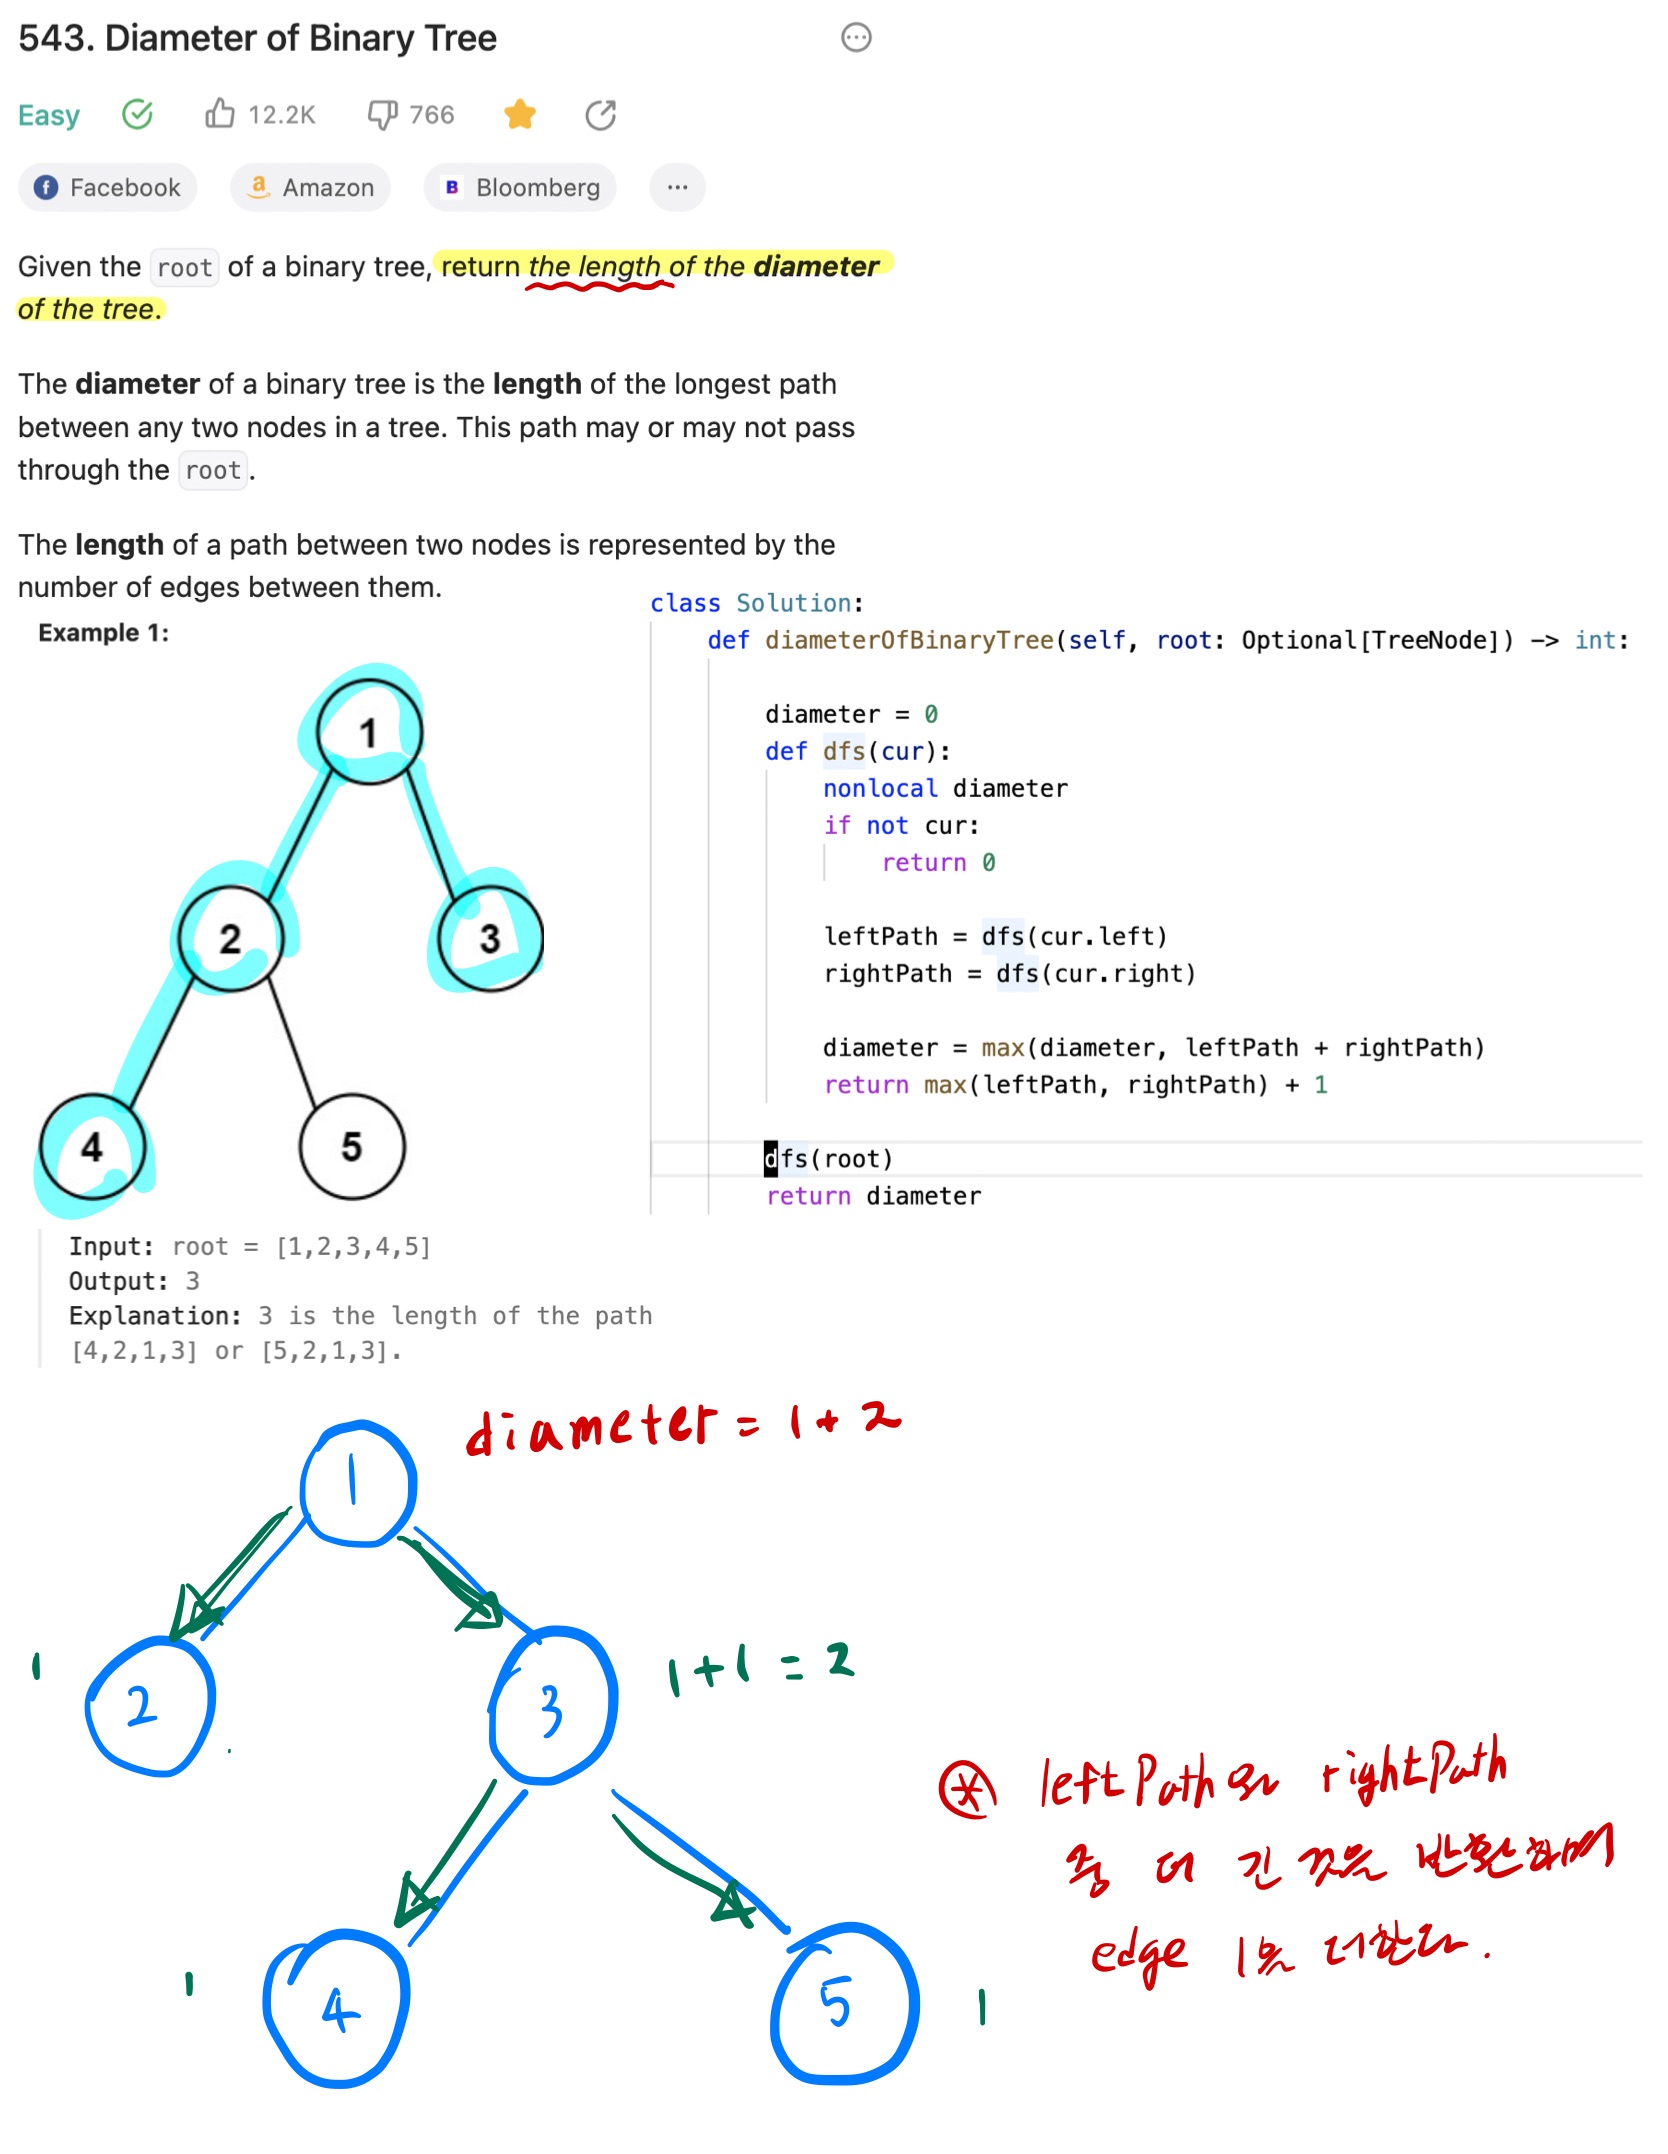 543. Diameter of Binary Tree
Easy 12.2K 766
Facebook Amazon Bloomberg ...
Given the root of a binary tree, return the length of the diameter
of the tree.
The diameter of a binary tree is the length of the longest path
between any two nodes in a tree. This path may or may not pass
through the root.
The length of a path between two nodes is represented by the
number of edges between them.
Example 1:
1
2
3
4
5
Input: root = [1,2,3,4,5]
Output: 3
Explanation: 3 is the length of the path
[4,2,1,3] or [5,2,1,3].
class Solution:
def diameterOfBinaryTree(self, root: Optional[TreeNode]) -> int:
diameter = 0
def dfs(cur):
nonlocal diameter
if not cur:
return 0
leftPath = dfs(cur.left)
rightPath = dfs(cur.right)
diameter = max(diameter, leftPath + rightPath)
return max(leftPath, rightPath) + 1
dfs(root)
return diameter
diameter = 1 + 2
1
1
2
3
1+1 = 2
1
4
5
1
* leftPath와 rightPath
중 더 긴 것을 반환하며
edge 1을 더한다.